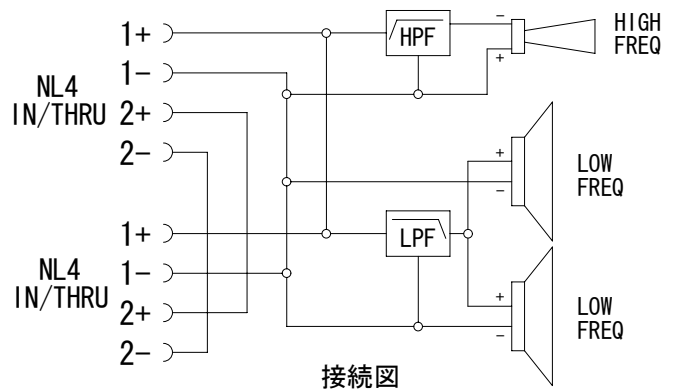 1+
1-
NL4
IN/THRU
2+
2-
1+
1-
NL4
IN/THRU
2+
2-
HPF
−
+
HIGH
FREQ
+
−
LOW
FREQ
LPF
+
−
LOW
FREQ
接続図